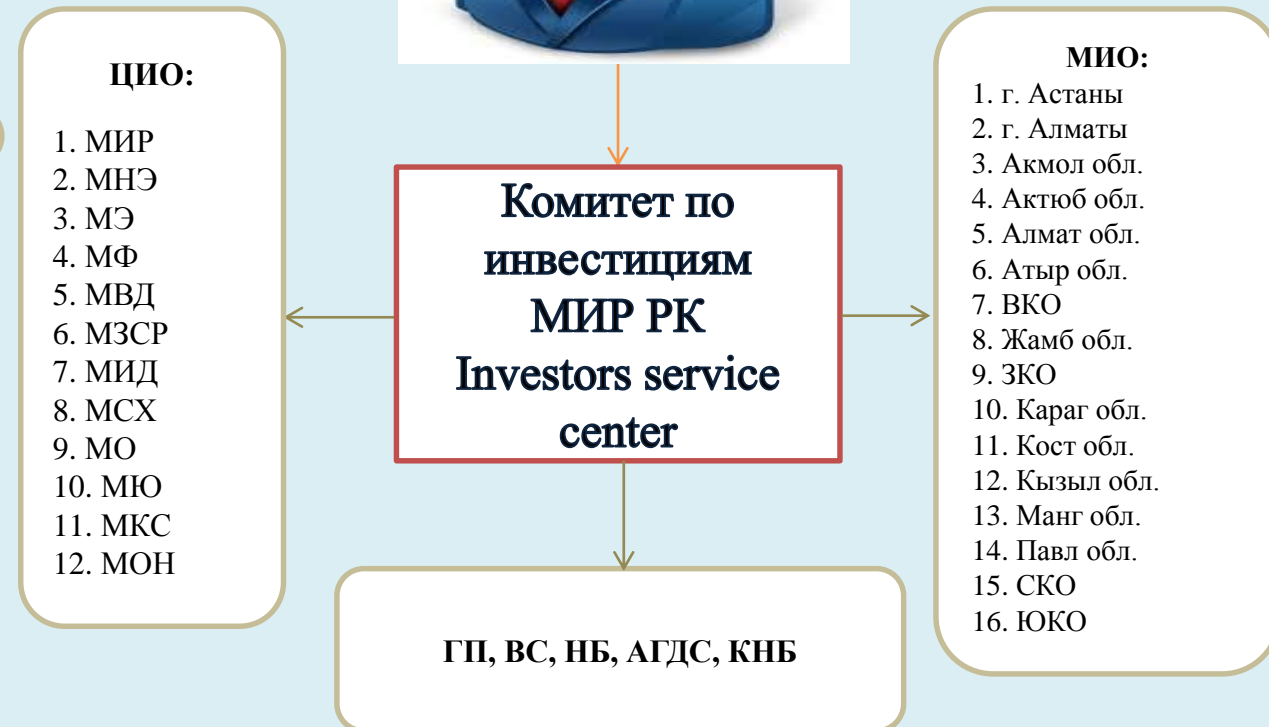 ЦИО:
1. МИР
2. МНЭ
3. МЭ
4. МФ
5. МВД
6. МЗСР
7. МИД
8. МСХ
9. МО
10. МЮ
11. МКС
12. МОН
Комитет по
инвестициям
МИР РК
Investors service
center
МИО:
1. г. Астаны
2. г. Алматы
3. Акмол обл.
4. Актюб обл.
5. Алмат обл.
6. Атыр обл.
7. ВКО
8. Жамб обл.
9. ЗКО
10. Караг обл.
11. Кост обл.
12. Кызыл обл.
13. Манг обл.
14. Павл обл.
15. СКО
16. ЮКО
ГП, ВС, НБ, АГДС, КНБ